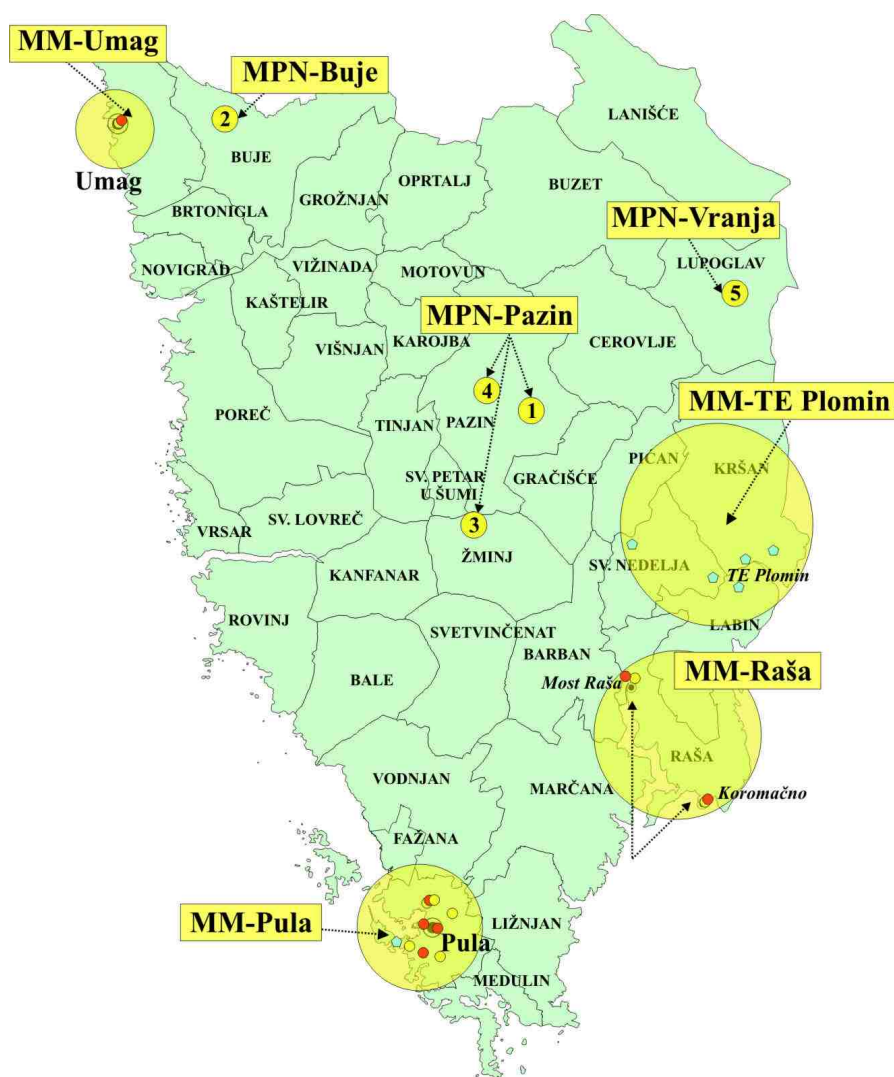 MM-Umag
MPN-Buje
LANIŠĆE
2
BUJE
Umag
OPRTALJ
BUZET
GROŽNJAN
BRTONIGLA
MPN-Vranja
LUPOGLAV
NOVIGRAD
VIŽINADA
MOTOVUN
5
KAŠTELIR
MPN-Pazin
KAROJBA
CEROVLJE
VIŠNJAN
4
1
MM-TE Plomin
POREČ
TINJAN
PAZIN
PIĆAN
KRŠAN
SV. PETAR
U ŠUMI
GRAČIŠĆE
VRSAR
SV. LOVREČ
3
ŽMINJ
SV. NEDELJA
TE Plomin
KANFANAR
ROVINJ
SVETVINČENAT
LABIN
BARBAN
BALE
Most Raša
MM-Raša
RAŠA
VODNJAN
MARČANA
Koromačno
FAŽANA
MM-Pula
Pula
LIŽNJAN
MEDULIN